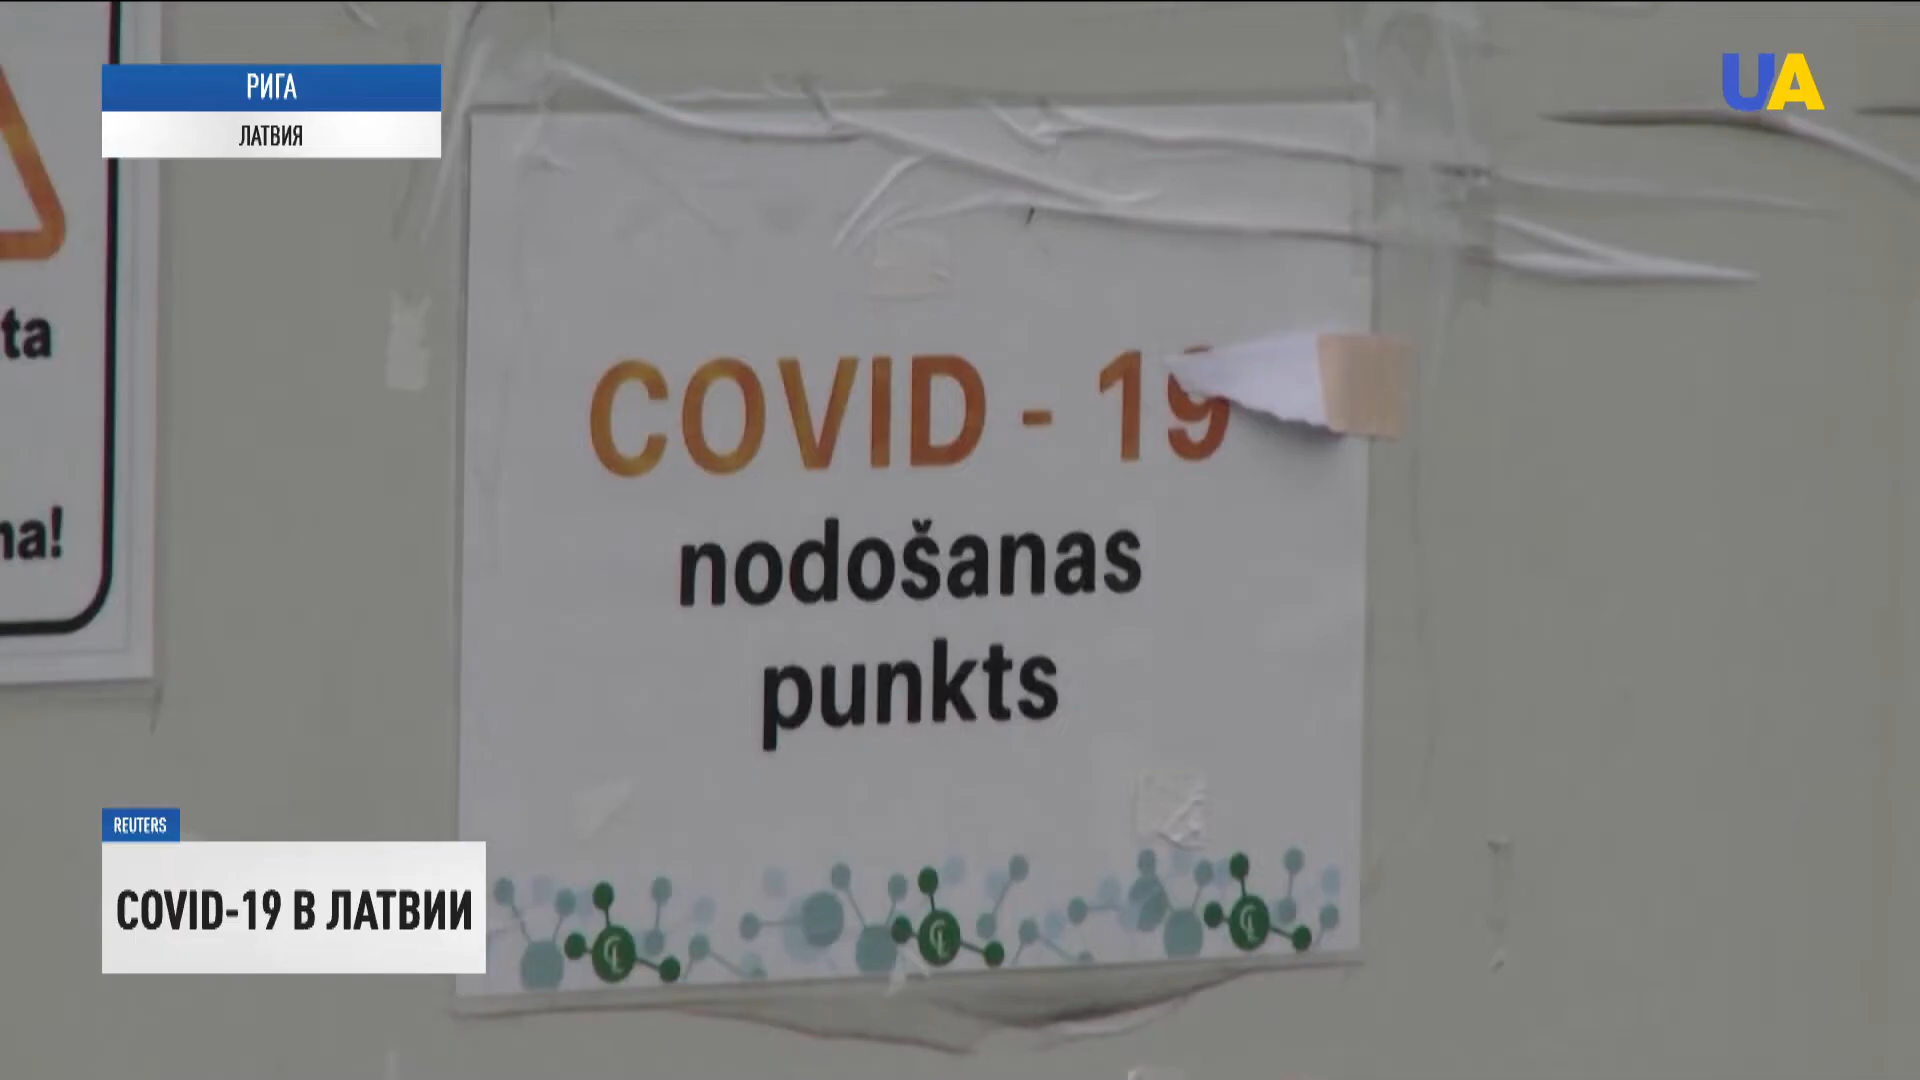 РИГА
ЛАТВИЯ
UA
ta
na!
COVID - 19
nodošanas
punkts
REUTERS
COVID-19 В ЛАТВИИ